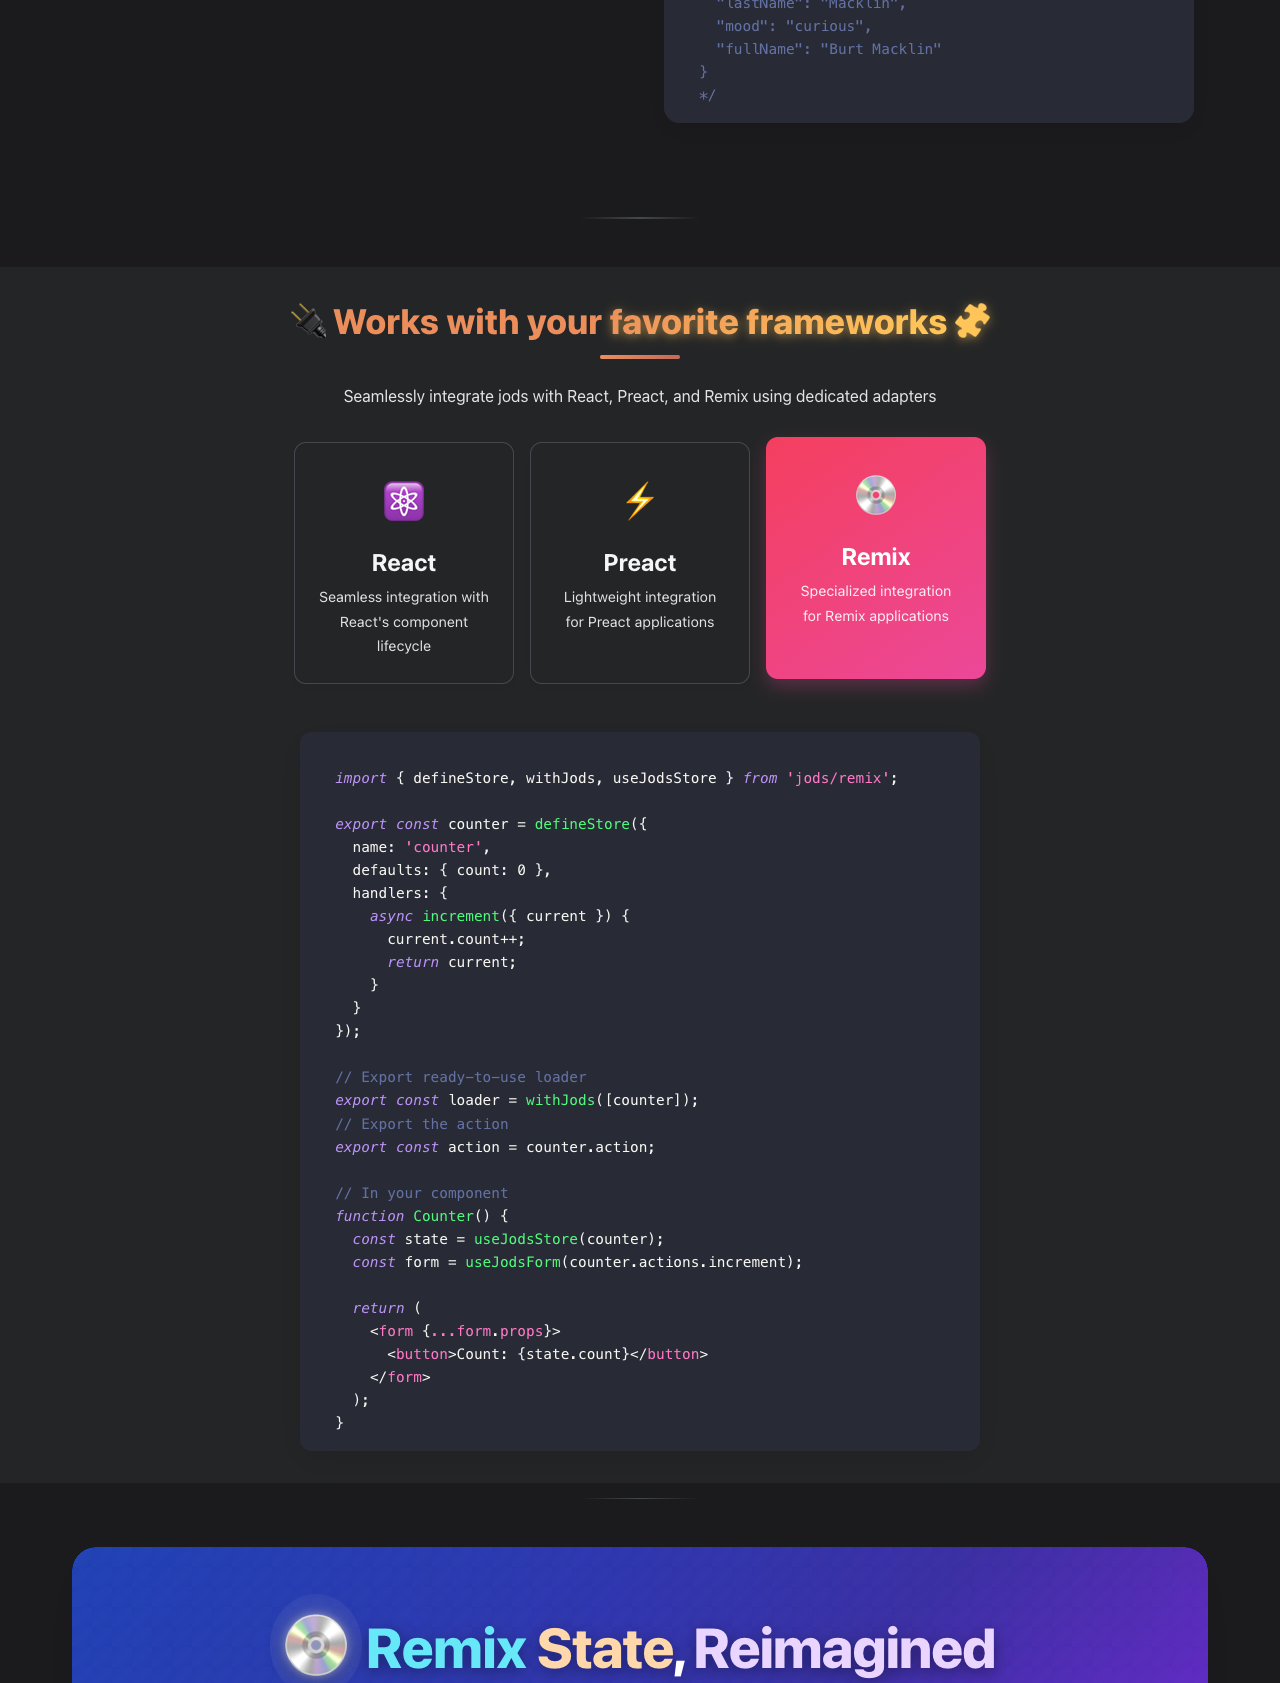 "lastName": "Macklin",
"mood": "curious",
"fullName": "Burt Macklin"
}
*/
Works with your favorite frameworks
Seamlessly integrate jods with React, Preact, and Remix using dedicated adapters
React
Seamless integration with
React's component
lifecycle
Preact
Lightweight integration
for Preact applications
Remix
Specialized integration
for Remix applications
import { defineStore, withJods, useJodsStore } from 'jods/remix';
export const counter = defineStore({
name: 'counter',
defaults: { count: 0 },
handlers: {
async increment({ current }) {
current.count++;
return current;
}
}
});
// Export ready-to-use loader
export const loader = withJods([counter]);
// Export the action
export const action = counter.action;
// In your component
function Counter() {
const state = useJodsStore(counter);
const form = useJodsForm(counter.actions.increment);
return (
<form {...form.props}>
<button>Count: {state.count}</button>
</form>
);
}
Remix State, Reimagined